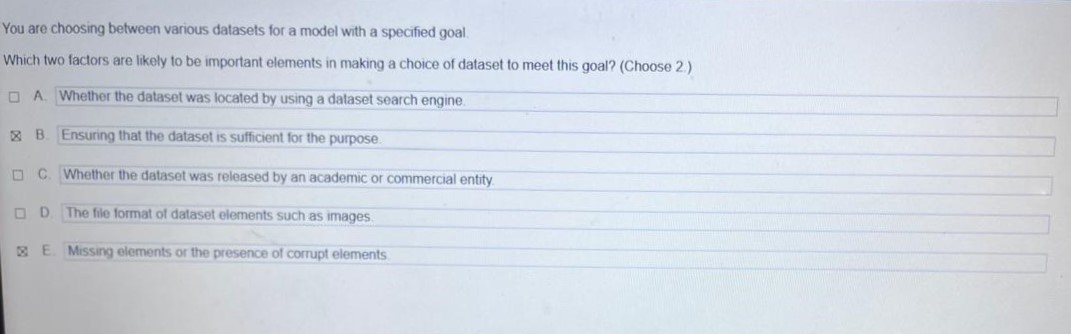 You are choosing between various datasets for a model with a specified goal.
Which two factors are likely to be important elements in making a choice of dataset to meet this goal? (Choose 2.)
A. Whether the dataset was located by using a dataset search engine.
B. Ensuring that the dataset is sufficient for the purpose.
C. Whether the dataset was released by an academic or commercial entity.
D. The file format of dataset elements such as images.
E. Missing elements or the presence of corrupt elements.